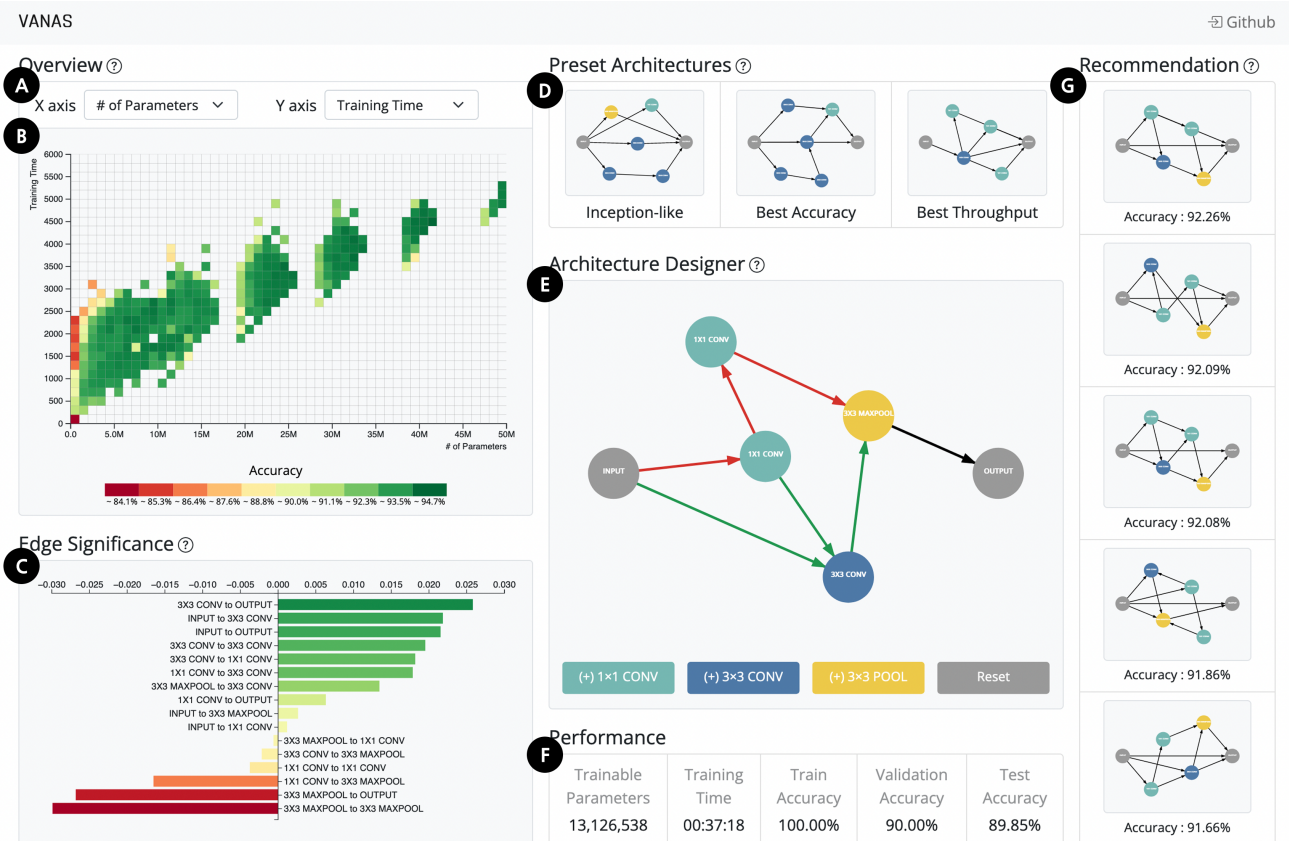 VANAS
Github
Overview ?
A
X axis
# of Parameters
Y axis
Training Time
B
Training Time
6000
5500
5000
4500
4000
3500
3000
2500
2000
1500
1000
500
0
0.0 5.0M 10M 15M 20M 25M 30M 35M 40M 45M 50M
# of Parameters
Accuracy
~ 84.1% ~ 85.3% ~ 86.4% ~ 87.6% ~ 88.8% ~ 90.0% ~ 91.1% ~ 92.3% ~ 93.5% ~ 94.7%
Edge Significance ?
C
−0.030 −0.025 −0.020 −0.015 −0.010 −0.005 0.000 0.005 0.010 0.015 0.020 0.025 0.030
3X3 CONV to OUTPUT
INPUT to 3X3 CONV
INPUT to OUTPUT
3X3 CONV to 3X3 CONV
3X3 CONV to 1X1 CONV
1X1 CONV to 3X3 CONV
3X3 MAXPOOL to 3X3 CONV
1X1 CONV to OUTPUT
INPUT to 3X3 MAXPOOL
INPUT to 1X1 CONV
3X3 MAXPOOL to 1X1 CONV
3X3 CONV to 3X3 MAXPOOL
1X1 CONV to 1X1 CONV
1X1 CONV to 3X3 MAXPOOL
3X3 MAXPOOL to OUTPUT
3X3 MAXPOOL to 3X3 MAXPOOL
Preset Architectures ?
D
Inception-like
Best Accuracy
Best Throughput
Architecture Designer ?
E
1X1 CONV
3X3 MAXPOOL
1X1 CONV
INPUT
OUTPUT
3X3 CONV
(+) 1×1 CONV
(+) 3×3 CONV
(+) 3×3 POOL
Reset
Performance
F
Trainable
Parameters
13,126,538
Training
Time
00:37:18
Train
Accuracy
100.00%
Validation
Accuracy
90.00%
Test
Accuracy
89.85%
Recommendation ?
G
Accuracy : 92.26%
Accuracy : 92.09%
Accuracy : 92.08%
Accuracy : 91.86%
Accuracy : 91.66%